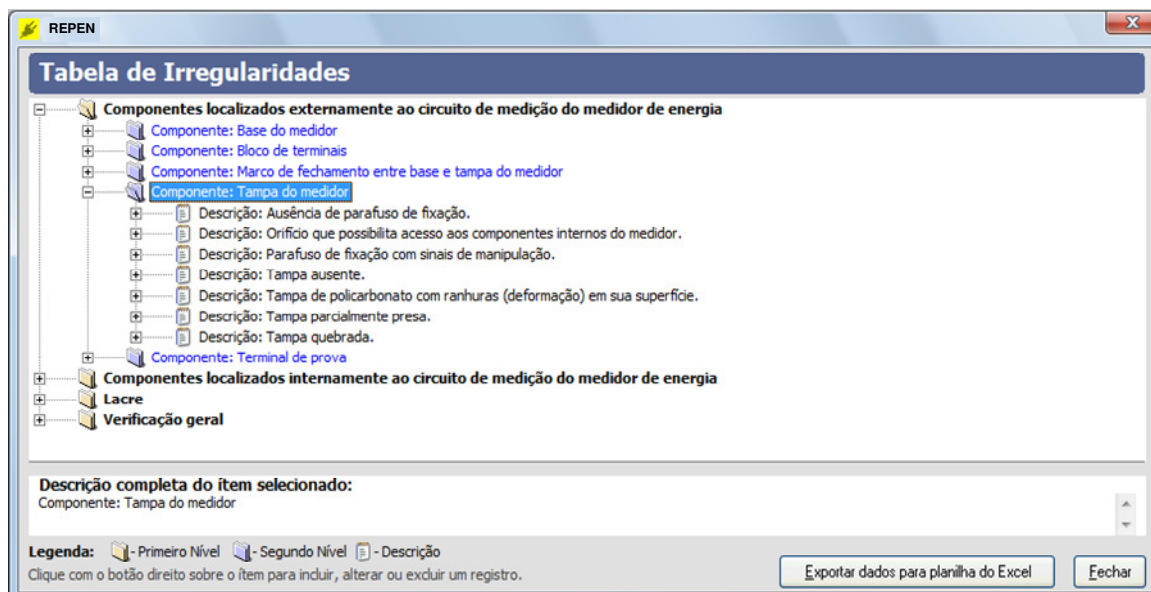 REPEN
Tabela de Irregularidades
Componentes localizados externamente ao circuito de medição do medidor de energia
Componente: Base do medidor
Componente: Bloco de terminais
Componente: Marco de fechamento entre base e tampa do medidor
Componente: Tampa do medidor
Descrição: Ausência de parafuso de fixação.
Descrição: Orifício que possibilita acesso aos componentes internos do medidor.
Descrição: Parafuso de fixação com sinais de manipulação.
Descrição: Tampa ausente.
Descrição: Tampa de policarbonato com ranhuras (deformação) em sua superfície.
Descrição: Tampa parcialmente presa.
Descrição: Tampa quebrada.
Componente: Terminal de prova
Componentes localizados internamente ao circuito de medição do medidor de energia
Lacre
Verificação geral
Descrição completa do ítem selecionado:
Componente: Tampa do medidor
Legenda: - Primeiro Nível - Segundo Nível - Descrição
Clique com o botão direito sobre o ítem para incluir, alterar ou excluir um registro.
Exportar dados para planilha do Excel Fechar